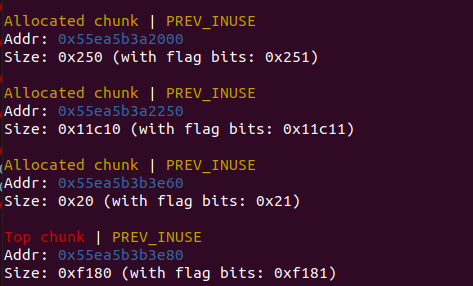 Allocated chunk | PREV_INUSE
Addr: 0x55ea5b3a2000
Size: 0x250 (with flag bits: 0x251)
Allocated chunk | PREV_INUSE
Addr: 0x55ea5b3a2250
Size: 0x11c10 (with flag bits: 0x11c11)
Allocated chunk | PREV_INUSE
Addr: 0x55ea5b3b3e60
Size: 0x20 (with flag bits: 0x21)
Top chunk | PREV_INUSE
Addr: 0x55ea5b3b3e80
Size: 0xf180 (with flag bits: 0xf181)